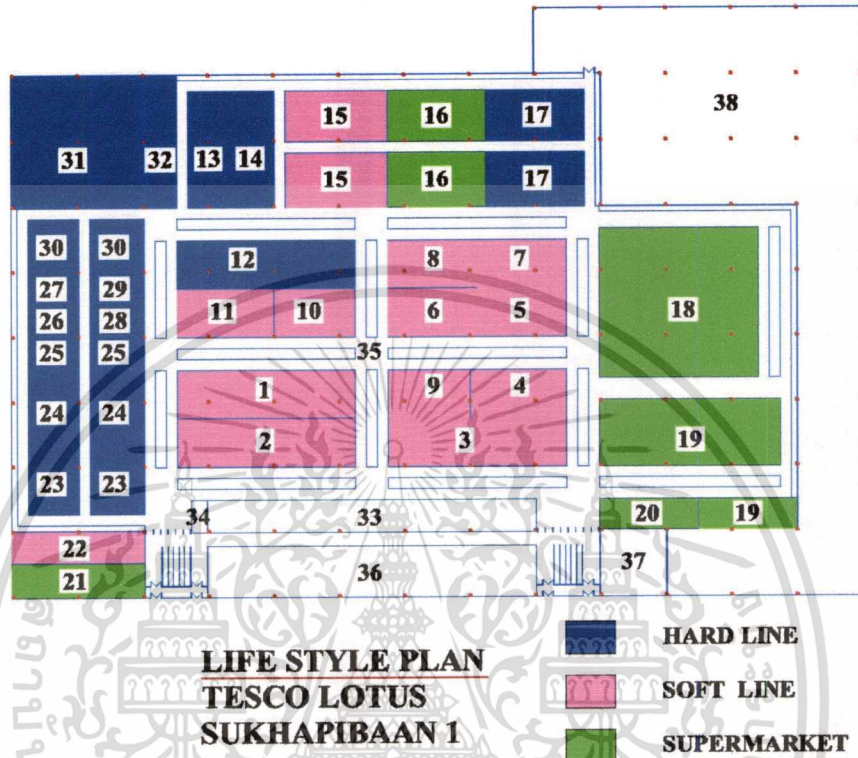 38
15 16 17
31 32 13 14
15 16 17
30 30 12 8 7
27 29
26 28 11 10 6 5 18
25 25 35
1 9 4
24 24
2 3 19
23 23
34 33 20 19
22
21 36 37
LIFE STYLE PLAN
TESCO LOTUS
SUKHAPIBAAN 1
HARD LINE
SOFT LINE
SUPERMARKET